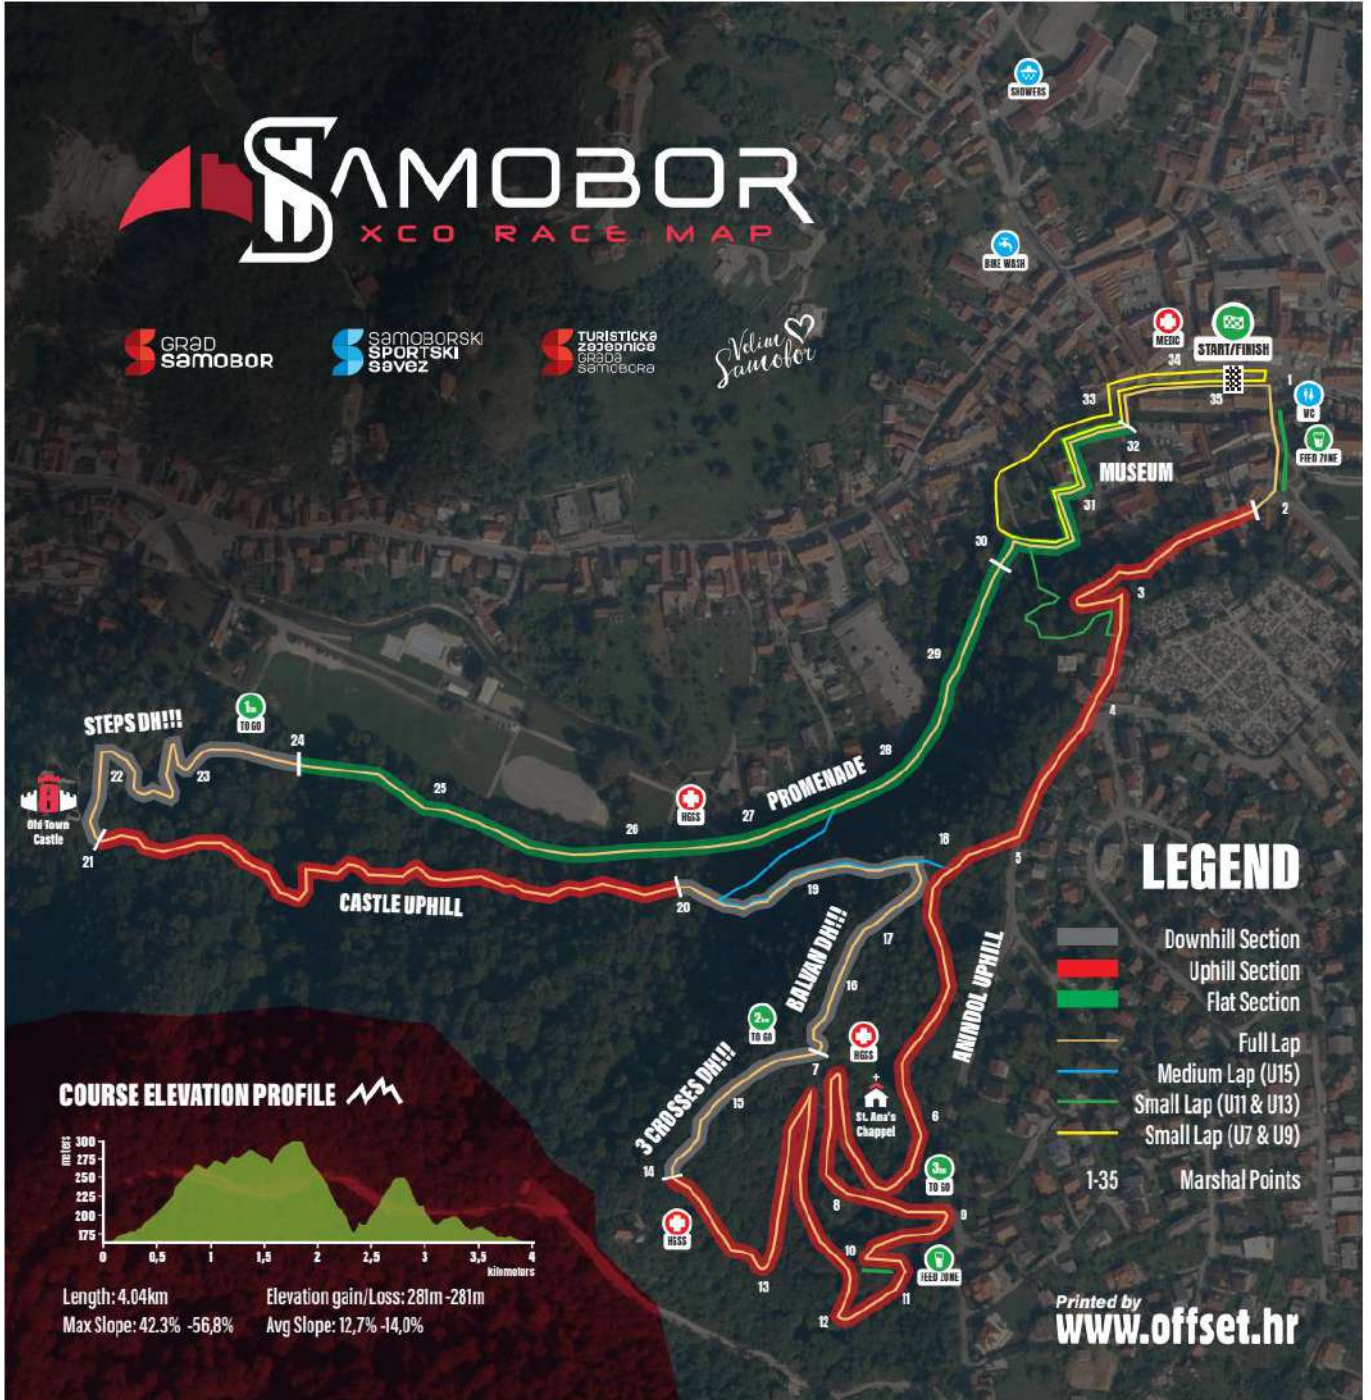 SAMOBOR
XCO RACE MAP
GRAD
SAMOBOR
SAMOBORSKI
SPORTSKI
SAVEZ
TURISTIČKA
ZAJEDNICA
GRADA
SAMOBORA
Volim
Samobor
SHOWERS
BIKE WASH
MEDIC
START/FINISH
34
1
33
35
WC
32
FEED ZONE
MUSEUM
31
2
30
3
29
4
STEPS DH!!!
1km
TO GO
24
28
22
23
PROMENADE
25
HGSS
27
26
Old Town
Castle
18
21
5
LEGEND
19
CASTLE UPHILL
20
17
BALVAN DH!!!
Downhill Section
ANINDOL UPHILL
Uphill Section
16
Flat Section
2km
TO GO
HGSS
Full Lap
7
3 CROSSES DH!!!
Medium Lap (U15)
15
St. Ana's
Chappel
6
Small Lap (U11 & U13)
Small Lap (U7 & U9)
14
3km
TO GO
1-35 Marshal Points
8
9
HGSS
10
FEED ZONE
13
11
12
COURSE ELEVATION PROFILE
meters
300
275
250
225
200
175
0 0,5 1 1,5 2 2,5 3 3,5 4
kilometers
Length: 4.04km Elevation gain/Loss: 281m -281m
Max Slope: 42.3% -56,8% Avg Slope: 12,7% -14,0%
Printed by
www.offset.hr